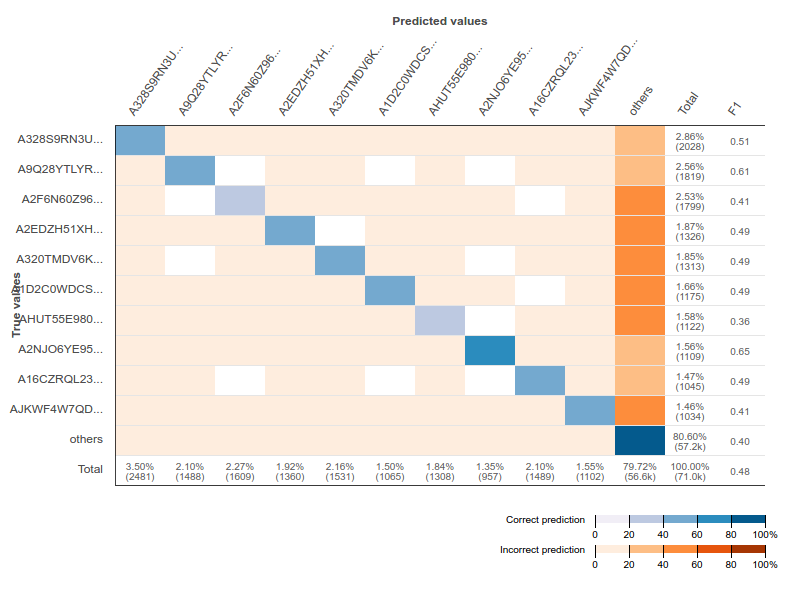 Predicted values
A328S9RN3U...
A9Q28YTLYR...
A2F6N60Z96...
A2EDZH51XH...
A320TMDV6K...
A1D2C0WDCS...
AHUT55E980...
A2NJO6YE95...
A16CZRQL23...
AJKWF4W7QD...
others
Total
F1
True values
A328S9RN3U...
2.86%
(2028)
0.51
A9Q28YTLYR...
2.56%
(1819)
0.61
A2F6N60Z96...
2.53%
(1799)
0.41
A2EDZH51XH...
1.87%
(1326)
0.49
A320TMDV6K...
1.85%
(1313)
0.49
A1D2C0WDCS...
1.66%
(1175)
0.49
AHUT55E980...
1.58%
(1122)
0.36
A2NJO6YE95...
1.56%
(1109)
0.65
A16CZRQL23...
1.47%
(1045)
0.49
AJKWF4W7QD...
1.46%
(1034)
0.41
others
80.60%
(57.2k)
0.40
Total
3.50% 2.10% 2.27% 1.92% 2.16% 1.50% 1.84% 1.35% 2.10% 1.55% 79.72% 100.00%
(2481) (1488) (1609) (1360) (1531) (1065) (1308) (957) (1489) (1102) (56.6k) (71.0k)
0.48
Correct prediction
0 20 40 60 80 100%
Incorrect prediction
0 20 40 60 80 100%